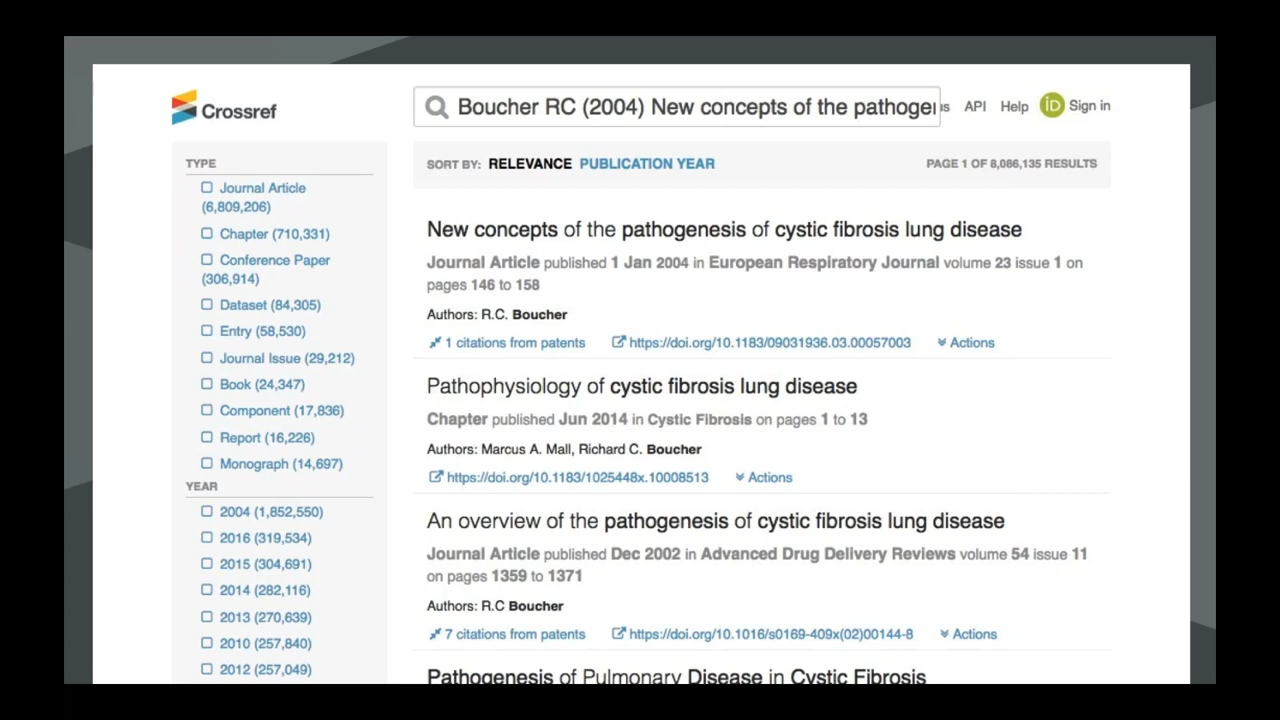 Crossref
Boucher RC (2004) New concepts of the pathoge
API Help iD Sign in
TYPE
Journal Article
(6,809,206)
Chapter (710,331)
Conference Paper
(306,914)
Dataset (84,305)
Entry (58,530)
Journal Issue (29,212)
Book (24,347)
Component (17,836)
Report (16,226)
Monograph (14,697)
YEAR
2004 (1,852,550)
2016 (319,534)
2015 (304,691)
2014 (282,116)
2013 (270,639)
2010 (257,840)
2012 (257,049)
SORT BY: RELEVANCE PUBLICATION YEAR PAGE 1 OF 8,086,135 RESULTS
New concepts of the pathogenesis of cystic fibrosis lung disease
Journal Article published 1 Jan 2004 in European Respiratory Journal volume 23 issue 1 on
pages 146 to 158
Authors: R.C. Boucher
1 citations from patents https://doi.org/10.1183/09031936.03.00057003 Actions
Pathophysiology of cystic fibrosis lung disease
Chapter published Jun 2014 in Cystic Fibrosis on pages 1 to 13
Authors: Marcus A. Mall, Richard C. Boucher
https://doi.org/10.1183/1025448x.10008513 Actions
An overview of the pathogenesis of cystic fibrosis lung disease
Journal Article published Dec 2002 in Advanced Drug Delivery Reviews volume 54 issue 11
on pages 1359 to 1371
Authors: R.C Boucher
7 citations from patents https://doi.org/10.1016/s0169-409x(02)00144-8 Actions
Pathogenesis of Pulmonary Disease in Cystic Fibrosis